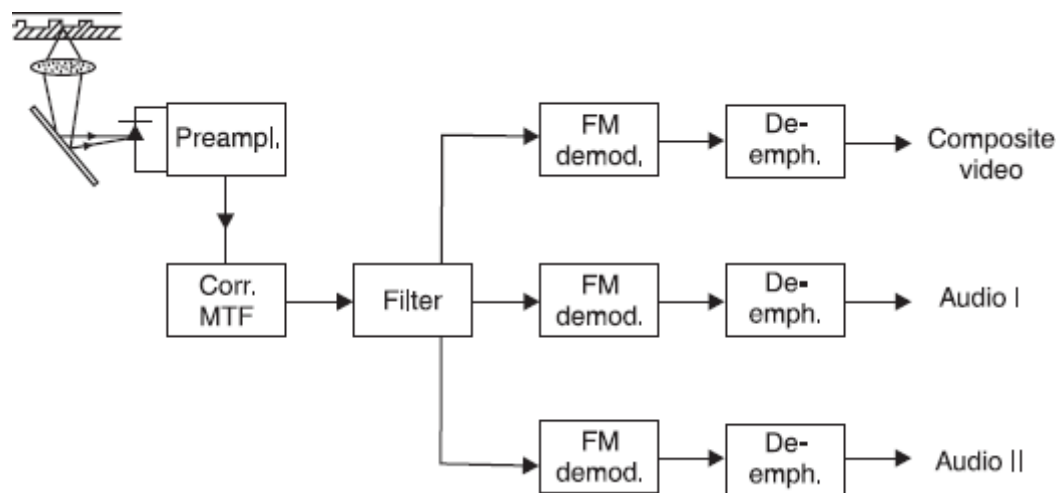 Preampl.
Corr.
MTF
Filter
FM
demod.
De-
emph.
Composite
video
FM
demod.
De-
emph.
Audio I
FM
demod.
De-
emph.
Audio II